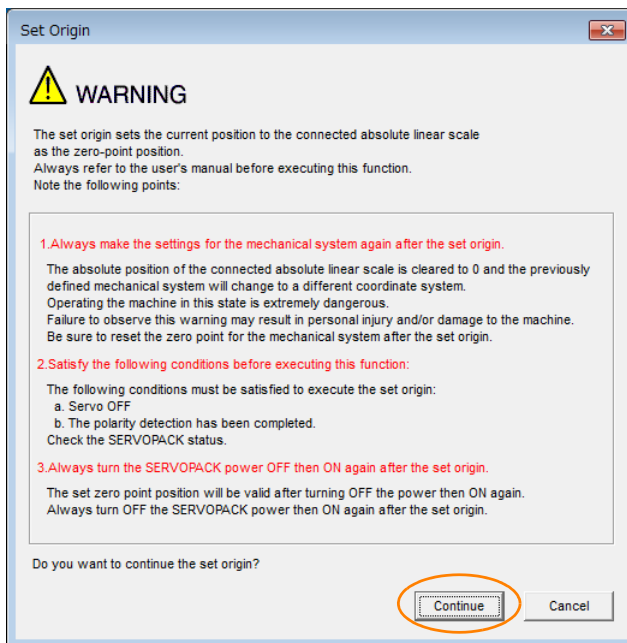 Set Origin
WARNING
The set origin sets the current position to the connected absolute linear scale
as the zero-point position.
Always refer to the user's manual before executing this function.
Note the following points:
1.Always make the settings for the mechanical system again after the set origin.
The absolute position of the connected absolute linear scale is cleared to 0 and the previously
defined mechanical system will change to a different coordinate system.
Operating the machine in this state is extremely dangerous.
Failure to observe this warning may result in personal injury and/or damage to the machine.
Be sure to reset the zero point for the mechanical system after the set origin.
2.Satisfy the following conditions before executing this function:
The following conditions must be satisfied to execute the set origin:
a. Servo OFF
b. The polarity detection has been completed.
Check the SERVOPACK status.
3.Always turn the SERVOPACK power OFF then ON again after the set origin.
The set zero point position will be valid after turning OFF the power then ON again.
Always turn OFF the SERVOPACK power then ON again after the set origin.
Do you want to continue the set origin?
Continue Cancel